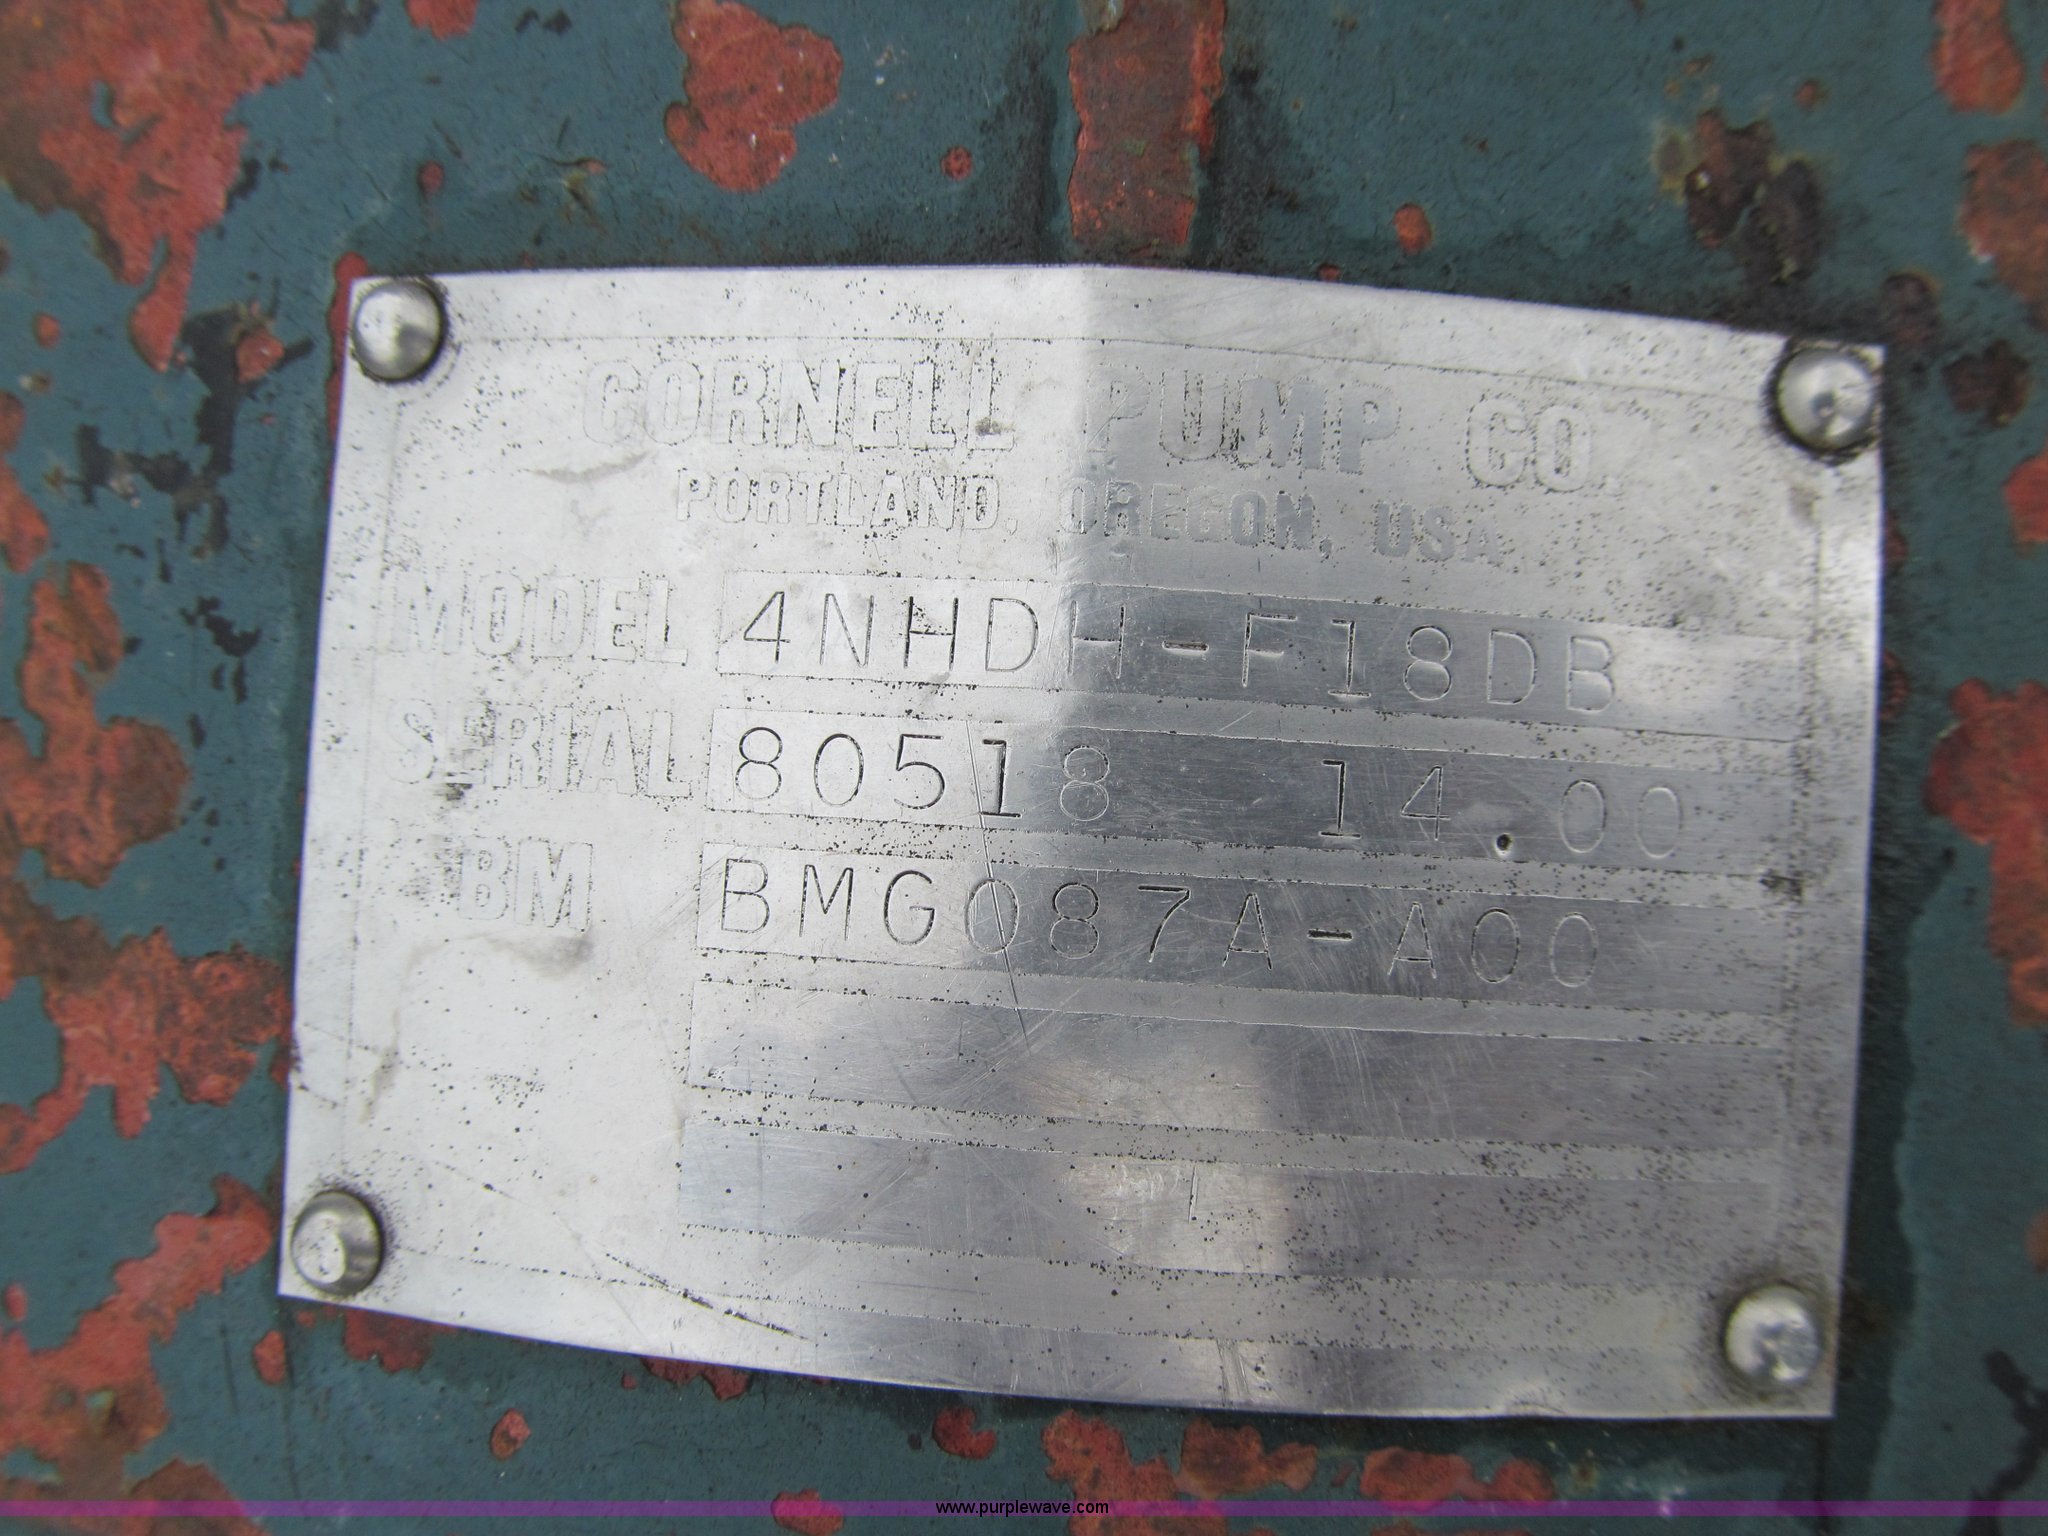 CORNELL PUMP CO.
PORTLAND, OREGON, USA
MODEL 4NHDH-F18DB
SERIAL 80518 14.00
BM BMG087A-A00
www.purplewave.com